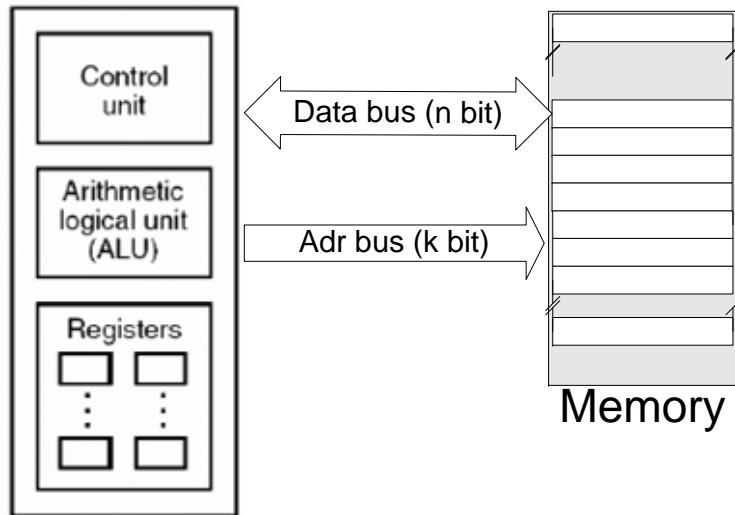 Control
unit
Arithmetic
logical unit
(ALU)
Registers
Data bus (n bit)
Adr bus (k bit)
Memory